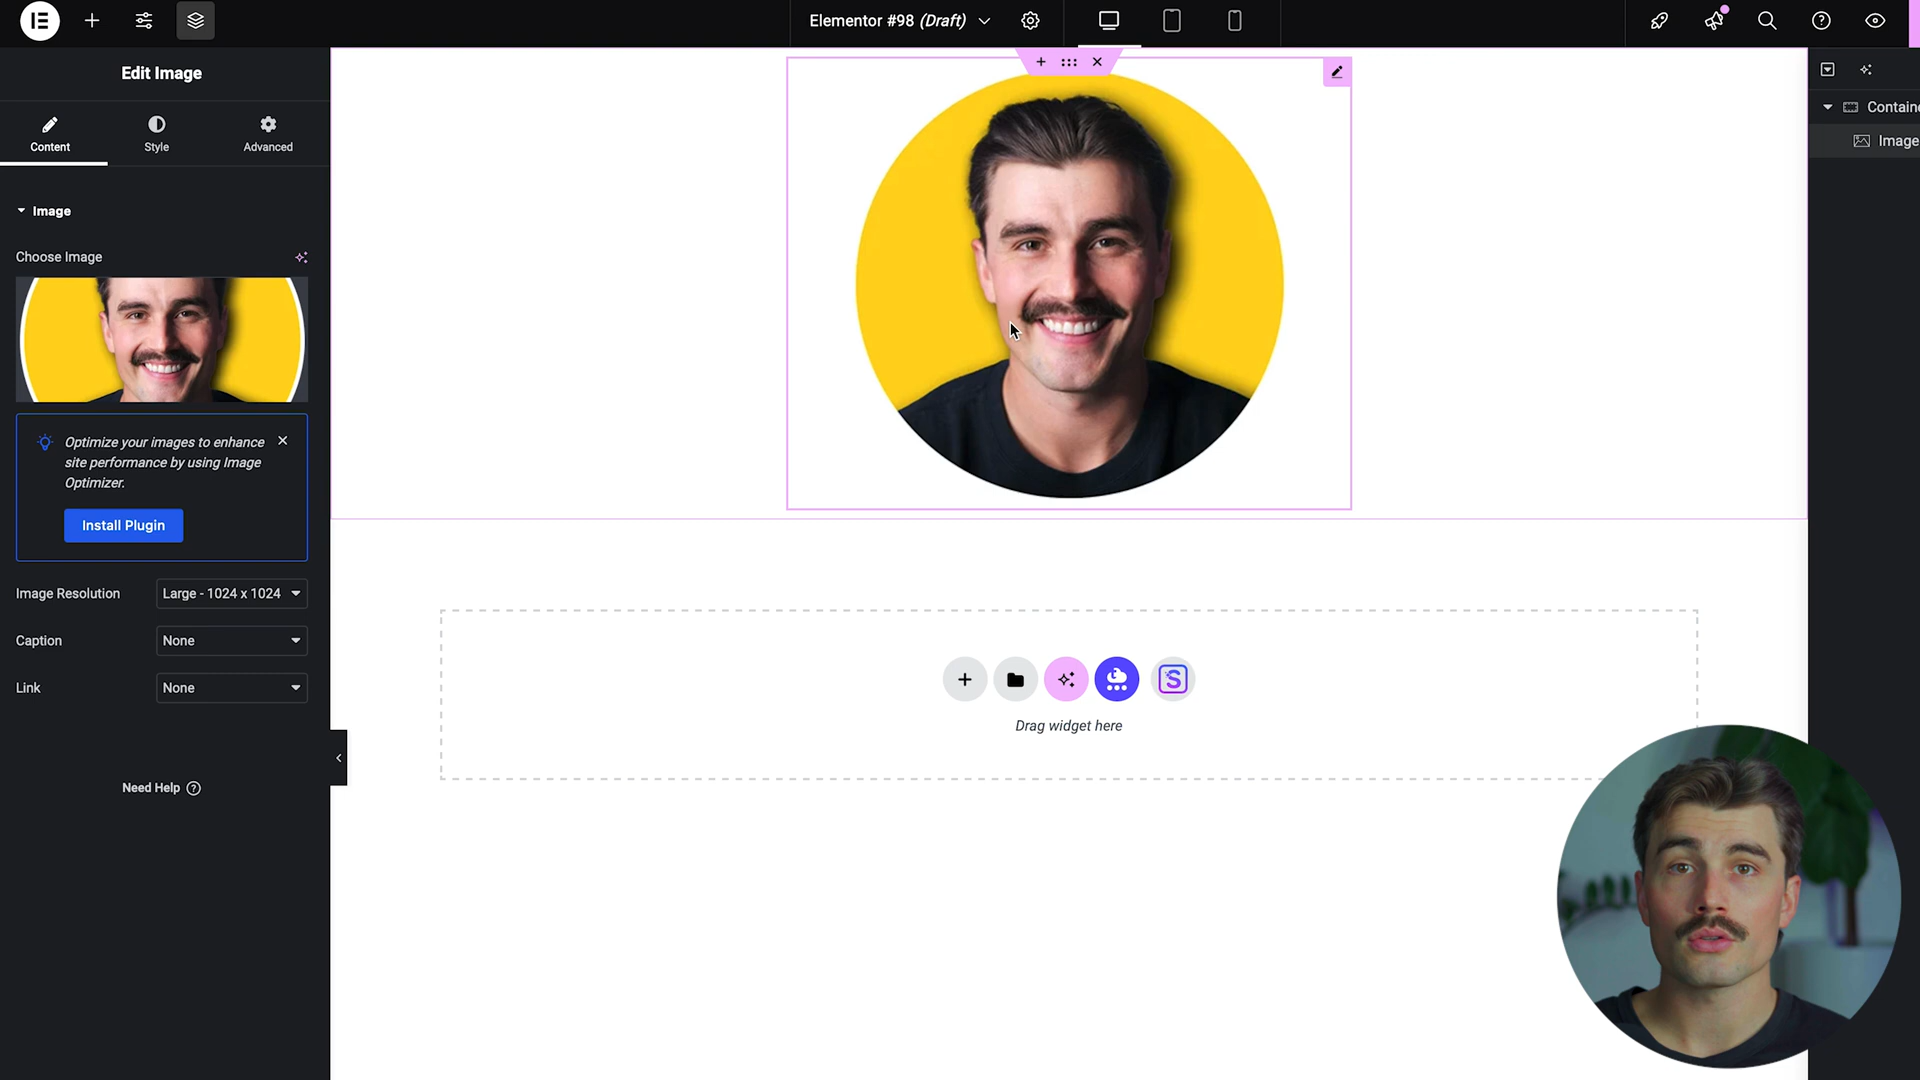 Elementor #98 (Draft)
Edit Image
Content
Style
Advanced
Image
Choose Image
Optimize your images to enhance
site performance by using Image
Optimizer.
Install Plugin
Image Resolution
Large - 1024 x 1024
Caption
None
Link
None
Need Help
Drag widget here
S
Containe
Image